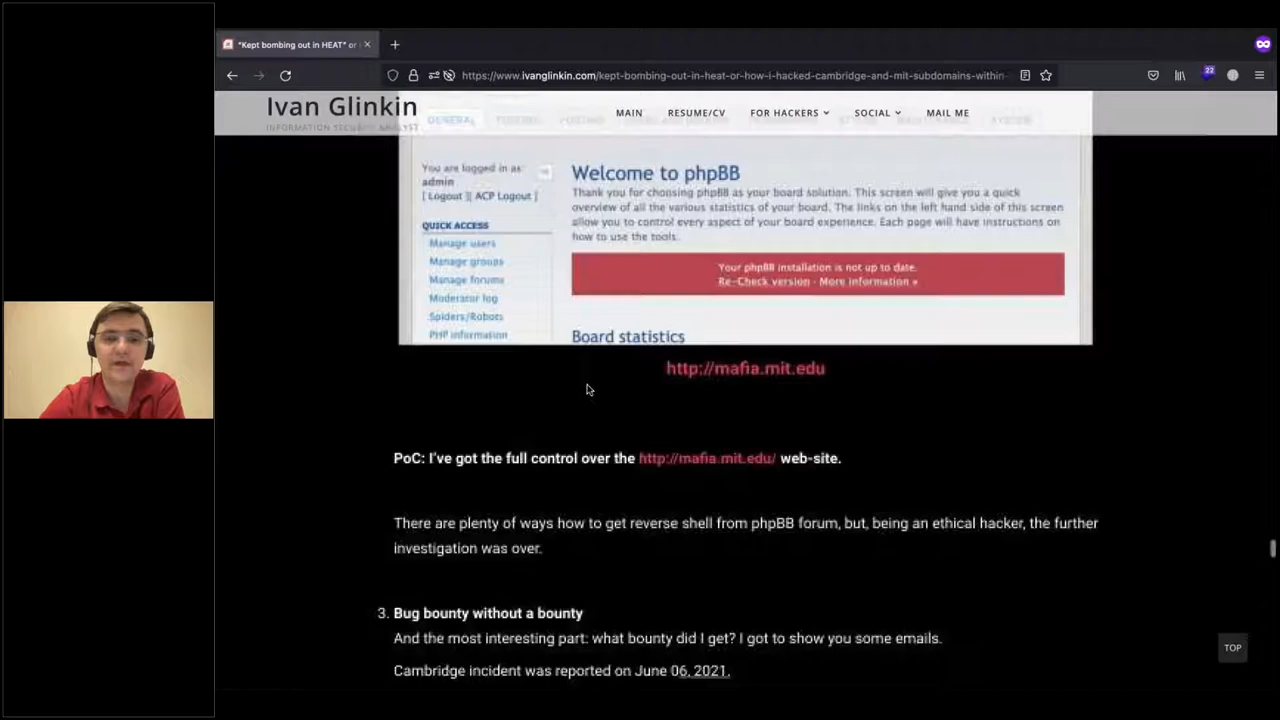 "Kept bombing out in HEAT" or
https://www.ivanglinkin.com/kept-bombing-out-in-heat-or-how-i-hacked-cambridge-and-mit-subdomains-within-
22
Ivan Glinkin
INFORMATION SECURITY ANALYST
MAIN
RESUME/CV
FOR HACKERS
SOCIAL
MAIL ME
GENERAL
FORUMS
POSTING
SYSTEM
You are logged in as:
admin
[ Logout ][ ACP Logout ]
QUICK ACCESS
Manage users
Manage groups
Manage forums
Moderator log
Spiders/Robots
PHP information
Welcome to phpBB
Thank you for choosing phpBB as your board solution. This screen will give you a quick
overview of all the various statistics of your board. The links on the left hand side of this screen
allow you to control every aspect of your board experience. Each page will have instructions on
how to use the tools.
Your phpBB installation is not up to date.
Re-Check version · More information »
Board statistics
http://mafia.mit.edu
PoC: I've got the full control over the http://mafia.mit.edu/ web-site.
There are plenty of ways how to get reverse shell from phpBB forum, but, being an ethical hacker, the further
investigation was over.
3. Bug bounty without a bounty
And the most interesting part: what bounty did I get? I got to show you some emails.
Cambridge incident was reported on June 06, 2021.
TOP